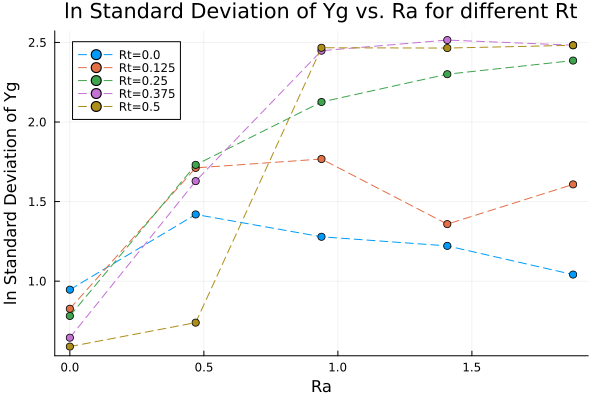 ln Standard Deviation of Yg vs. Ra for different Rt
ln Standard Deviation of Yg
2.5
2.0
1.5
1.0
Rt=0.0
Rt=0.125
Rt=0.25
Rt=0.375
Rt=0.5
0.0
0.5
1.0
1.5
Ra